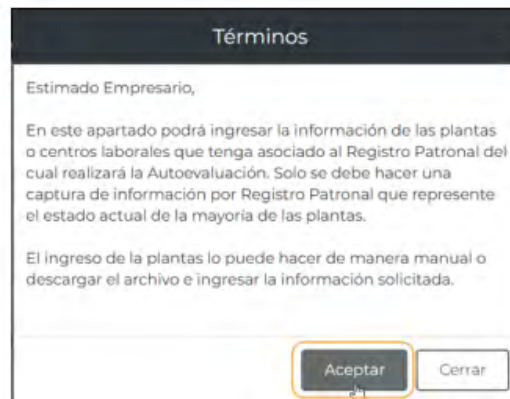 Términos
Estimado Empresario,
En este apartado podrá ingresar la información de las plantas
o centros laborales que tenga asociado al Registro Patronal del
cual realizará la Autoevaluación. Solo se debe hacer una
captura de información por Registro Patronal que represente
el estado actual de la mayoría de las plantas.
El ingreso de la plantas lo puede hacer de manera manual o
descargar el archivo e ingresar la información solicitada.
Aceptar
Cerrar